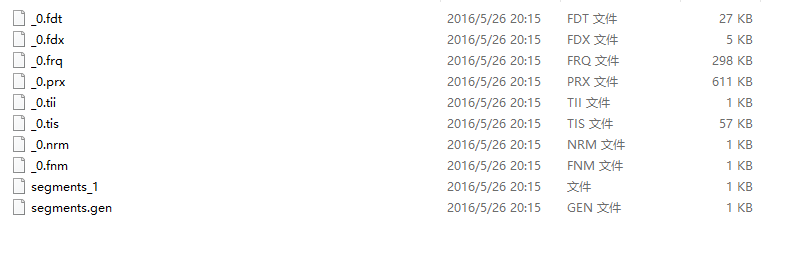 _0.fdt 2016/5/26 20:15 FDT 文件 27 KB
_0.fdx 2016/5/26 20:15 FDX 文件 5 KB
_0.frq 2016/5/26 20:15 FRQ 文件 298 KB
_0.prx 2016/5/26 20:15 PRX 文件 611 KB
_0.tii 2016/5/26 20:15 TII 文件 1 KB
_0.tis 2016/5/26 20:15 TIS 文件 57 KB
_0.nrm 2016/5/26 20:15 NRM 文件 1 KB
_0.fnm 2016/5/26 20:15 FNM 文件 1 KB
segments_1 2016/5/26 20:15 文件 1 KB
segments.gen 2016/5/26 20:15 GEN 文件 1 KB